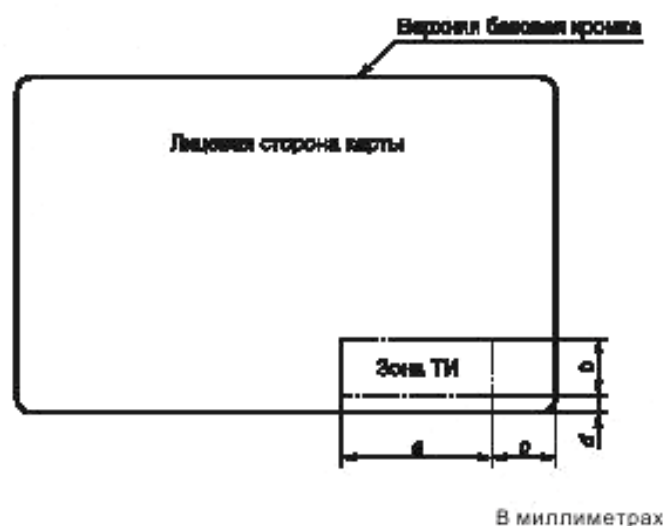 Верхняя базовая кромка
Лицевая сторона карты
Зона ТИ
В миллиметрах